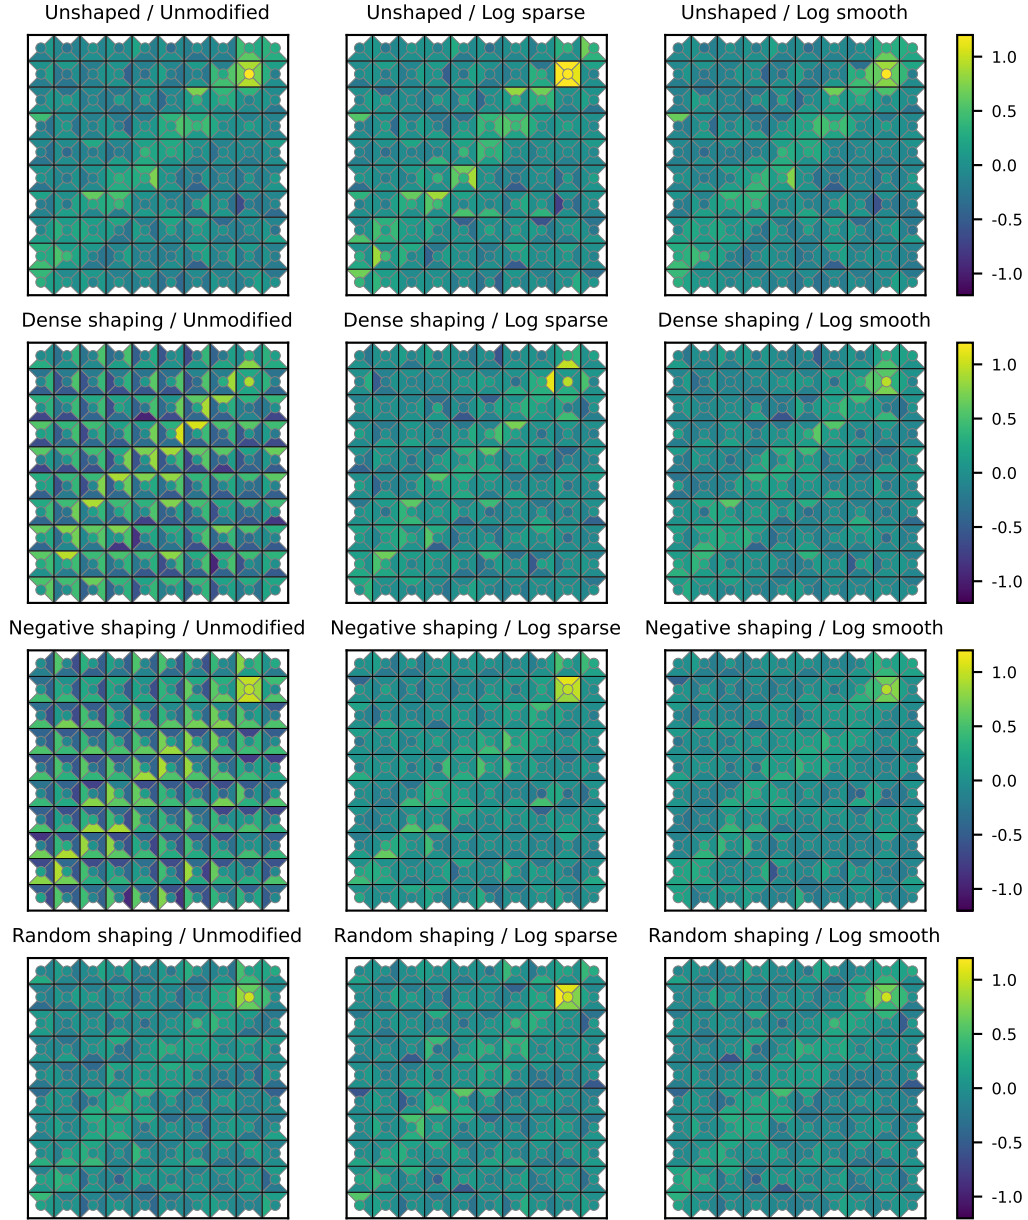 Unshaped / Unmodified
Unshaped / Log sparse
Unshaped / Log smooth
1.0
0.5
0.0
-0.5
-1.0
Dense shaping / Unmodified
Dense shaping / Log sparse
Dense shaping / Log smooth
1.0
0.5
0.0
-0.5
-1.0
Negative shaping / Unmodified
Negative shaping / Log sparse
Negative shaping / Log smooth
1.0
0.5
0.0
-0.5
-1.0
Random shaping / Unmodified
Random shaping / Log sparse
Random shaping / Log smooth
1.0
0.5
0.0
-0.5
-1.0